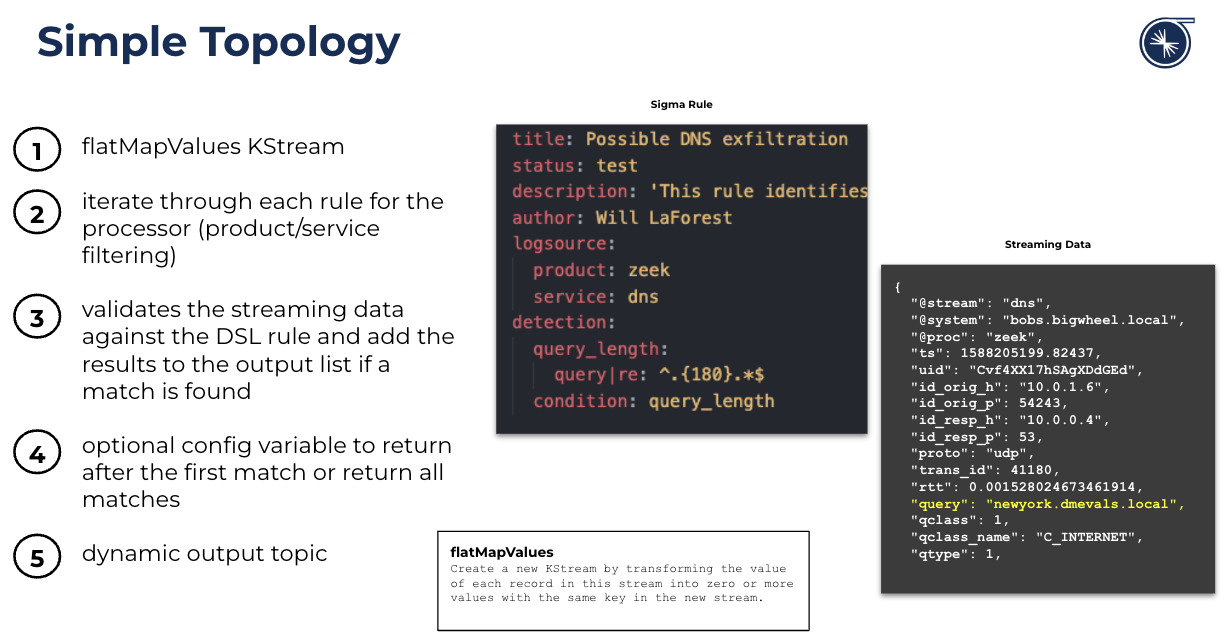 Simple Topology
1
flatMapValues KStream
2
iterate through each rule for the
processor (product/service
filtering)
3
validates the streaming data
against the DSL rule and add the
results to the output list if a
match is found
4
optional config variable to return
after the first match or return all
matches
5
dynamic output topic
Sigma Rule
title: Possible DNS exfiltration
status: test
description: 'This rule identifies
author: Will LaForest
logsource:
product: zeek
service: dns
detection:
query_length:
query|re: ^.{180}.*$
condition: query_length
Streaming Data
{
"@stream": "dns",
"@system": "bobs.bigwheel.local",
"@proc": "zeek",
"ts": 1588205199.82437,
"uid": "Cvf4XX17hSAgXDdGEd",
"id_orig_h": "10.0.1.6",
"id_orig_p": 54243,
"id_resp_h": "10.0.0.4",
"id_resp_p": 53,
"proto": "udp",
"trans_id": 41180,
"rtt": 0.001528024673461914,
"query": "newyork.dmevals.local",
"qclass": 1,
"qclass_name": "C_INTERNET",
"qtype": 1,
flatMapValues
Create a new KStream by transforming the value
of each record in this stream into zero or more
values with the same key in the new stream.